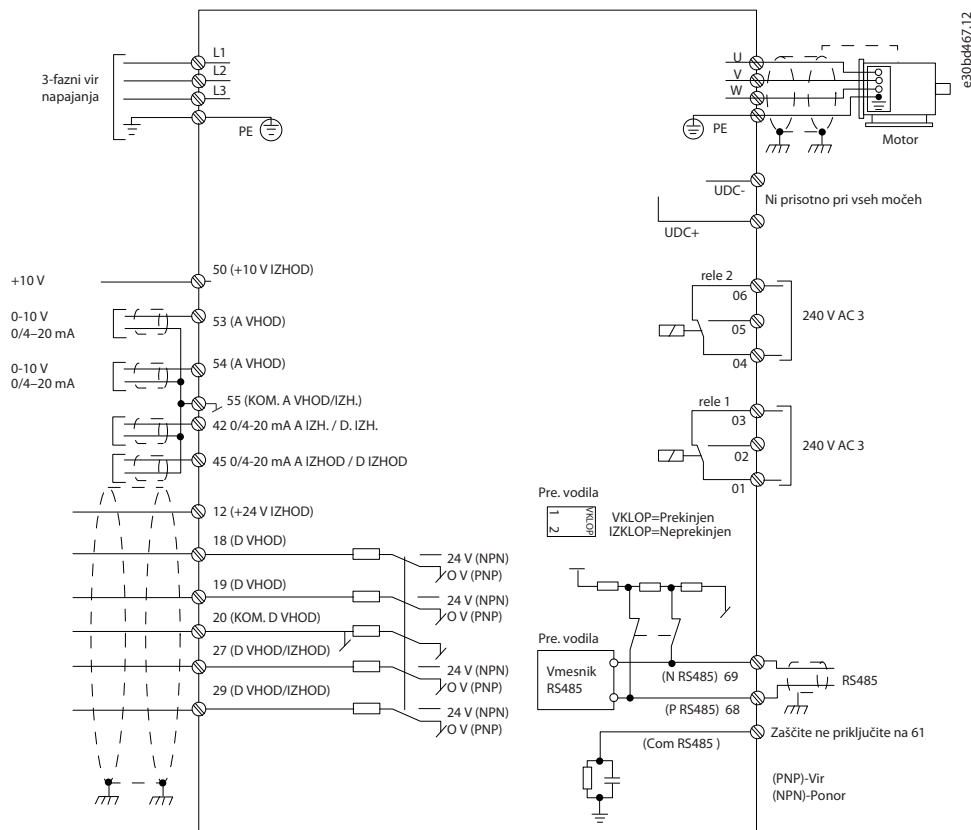 e30bd467.12
3-fazni vir
napajanja
L1
L2
L3
PE
U
V
W
PE
Motor
UDC-
Ni prisotno pri vseh močeh
UDC+
+10 V
50 (+10 V IZHOD)
0-10 V
0/4–20 mA
53 (A VHOD)
0-10 V
0/4–20 mA
54 (A VHOD)
55 (KOM. A VHOD/IZH.)
42 0/4-20 mA A IZH. / D. IZH.
45 0/4-20 mA A IZHOD / D IZHOD
12 (+24 V IZHOD)
18 (D VHOD)
24 V (NPN)
O V (PNP)
19 (D VHOD)
24 V (NPN)
O V (PNP)
20 (KOM. D VHOD)
27 (D VHOD/IZHOD)
24 V (NPN)
O V (PNP)
29 (D VHOD/IZHOD)
24 V (NPN)
O V (PNP)
rele 2
06
05
04
240 V AC 3
rele 1
03
02
01
240 V AC 3
Pre. vodila
1
2
VKLOP
VKLOP=Prekinjen
IZKLOP=Neprekinjen
Pre. vodila
Vmesnik
RS485
(N RS485) 69
RS485
(P RS485) 68
(Com RS485 )
Zaščite ne priključite na 61
(PNP)-Vir
(NPN)-Ponor